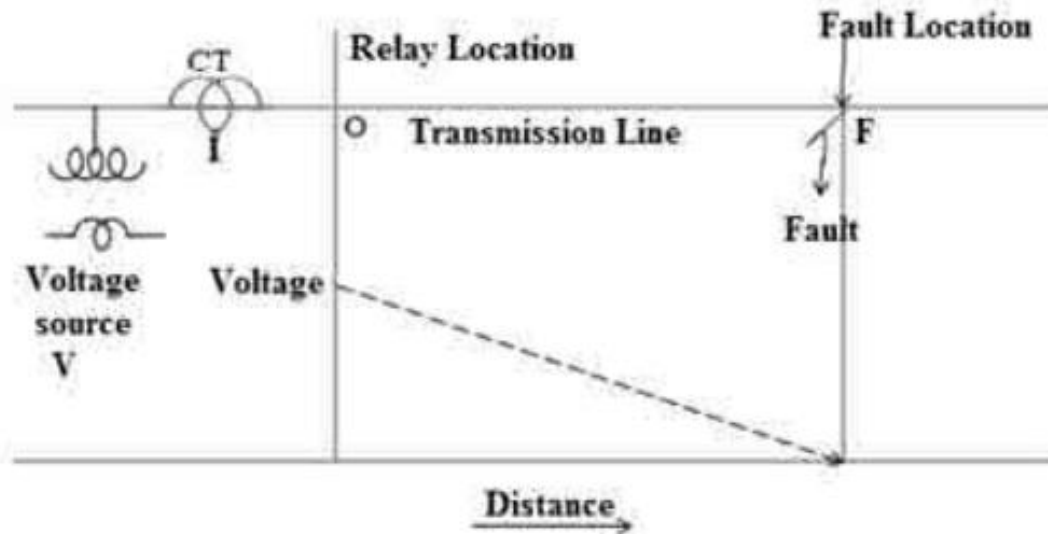 Fault Location
Relay Location
CT
I
O
Transmission Line
F
Fault
Voltage
source
V
Voltage
Distance